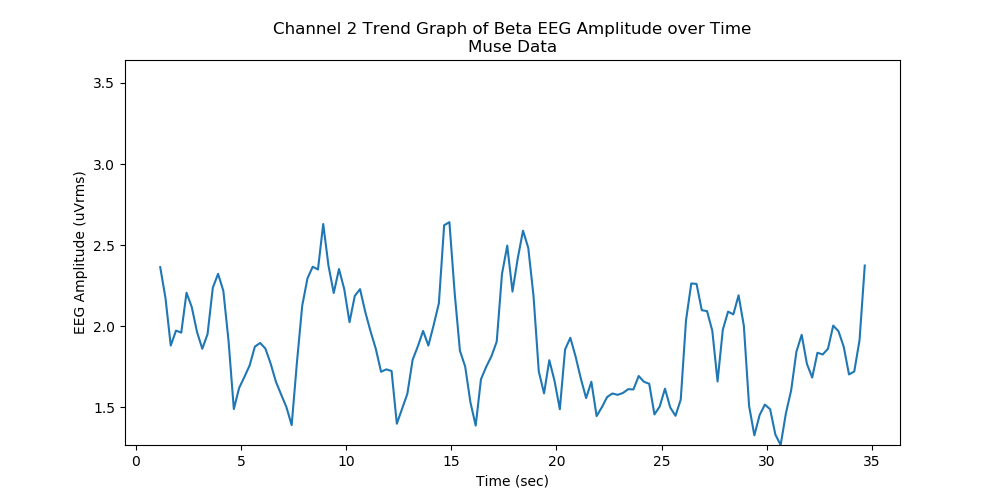 Channel 2 Trend Graph of Beta EEG Amplitude over Time
Muse Data
EEG Amplitude (uVrms)
3.5
3.0
2.5
2.0
1.5
0 5 10 15 20 25 30 35
Time (sec)